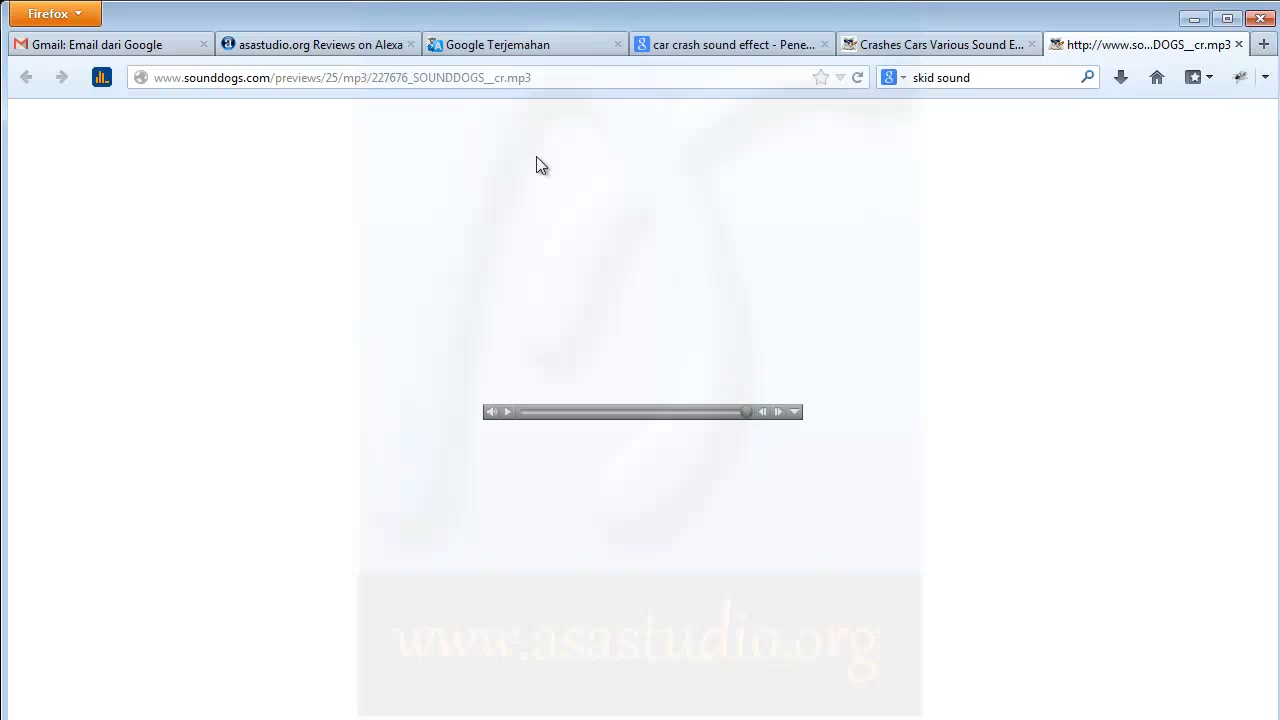 Firefox
Gmail: Email dari Google
asastudio.org Reviews on Alexa
Google Terjemahan
car crash sound effect - Pene...
Crashes Cars Various Sound E...
http://www.so...DOGS__cr.mp3
www.sounddogs.com/previews/25/mp3/227676_SOUNDDOGS__cr.mp3
skid sound
www.asastudio.org